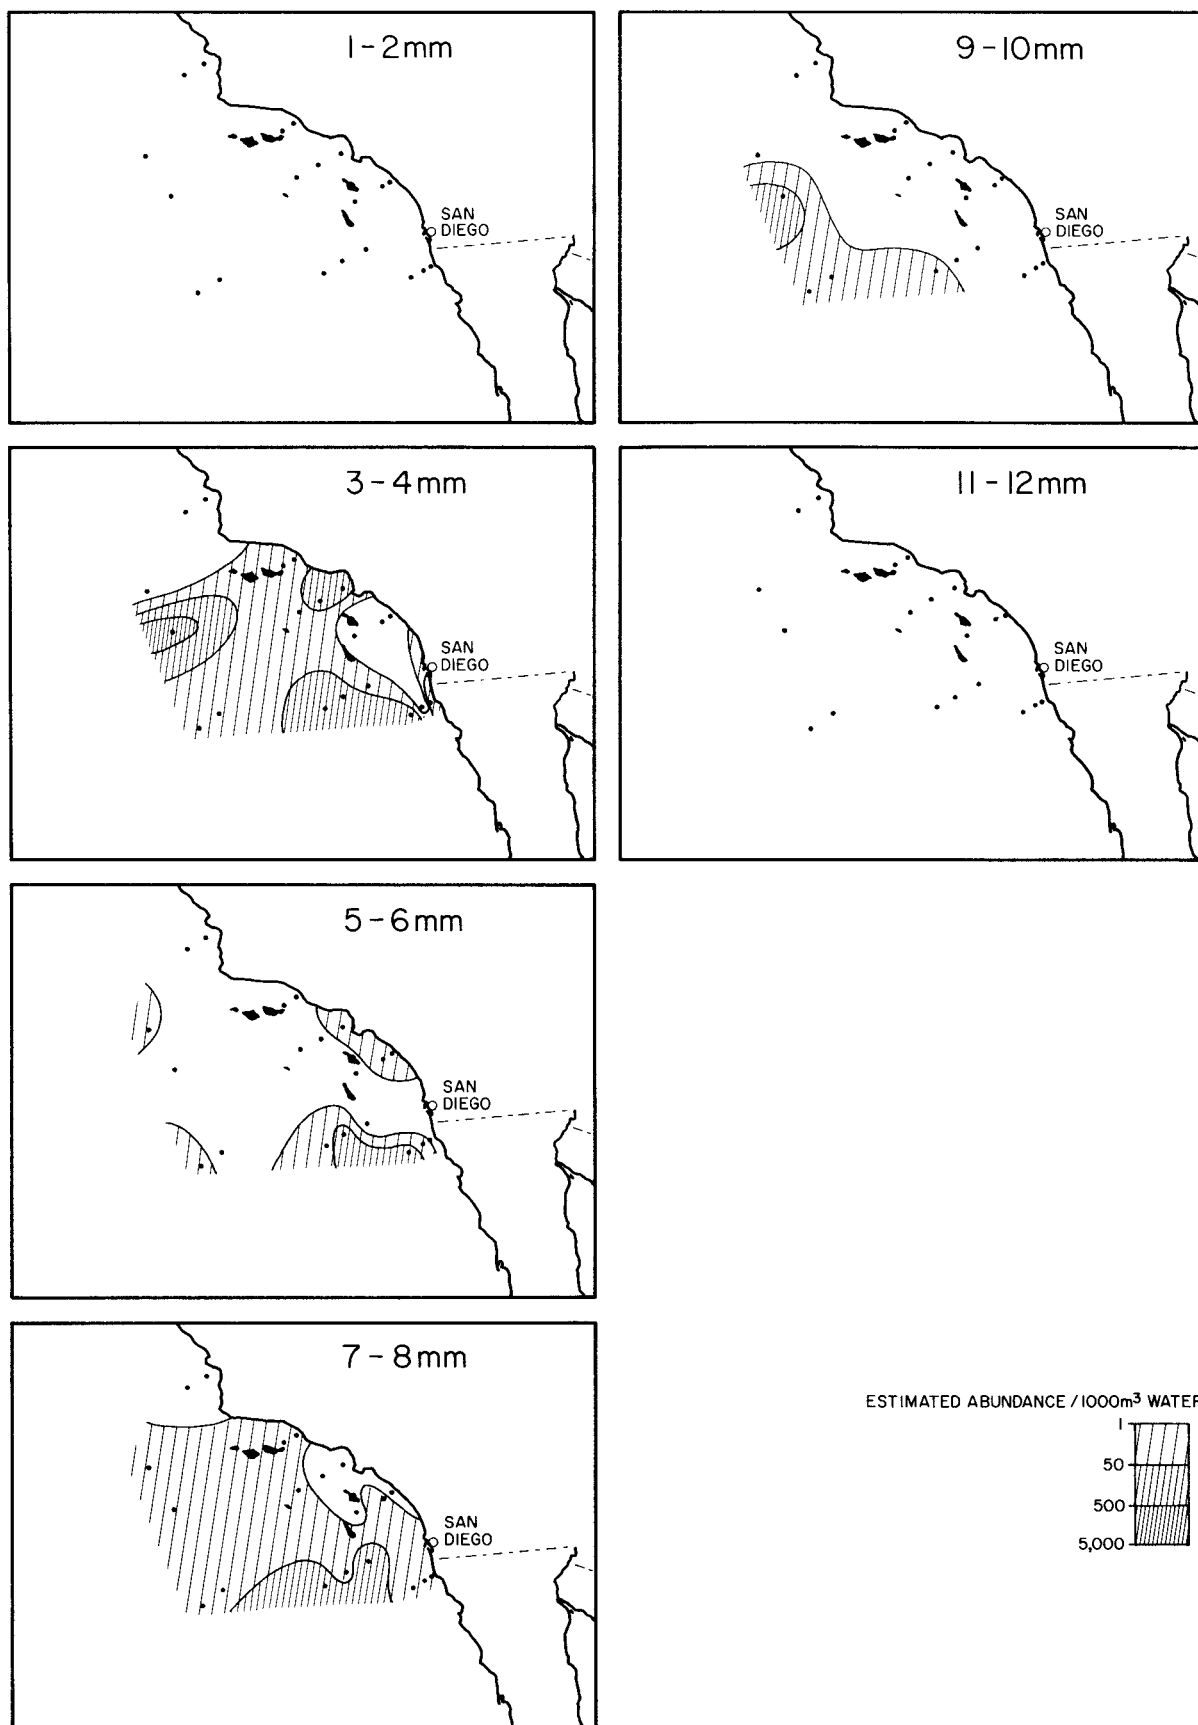 1-2mm
SAN
DIEGO
9-10mm
SAN
DIEGO
3-4mm
SAN
DIEGO
11-12mm
SAN
DIEGO
5-6mm
SAN
DIEGO
7-8mm
SAN
DIEGO
ESTIMATED ABUNDANCE/1000m³ WATER
1
50
500
5,000